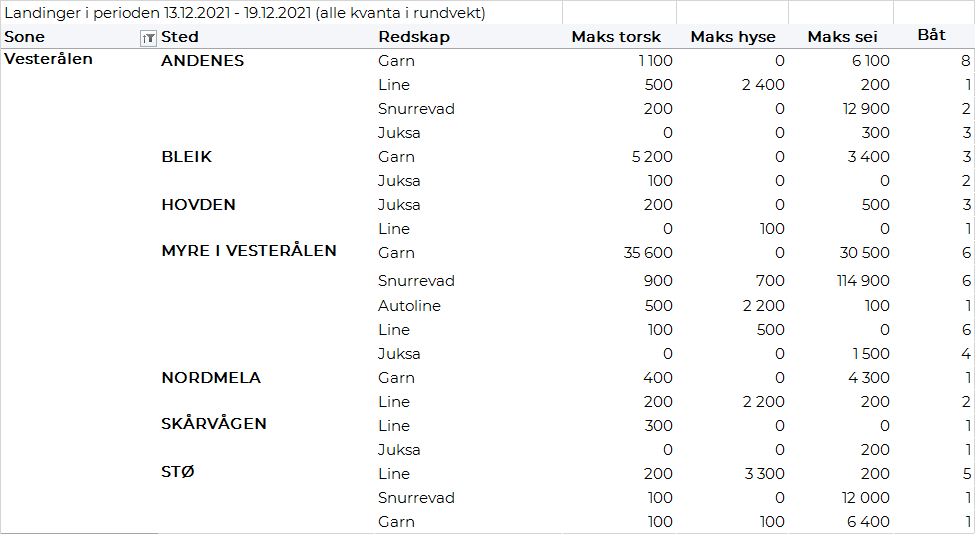 Landinger i perioden 13.12.2021 - 19.12.2021 (alle kvanta i rundvekt)
Sone Sted Redskap Maks torsk Maks hyse Maks sei Båt
Vesterålen ANDENES Garn 1 100 0 6 100 8
Line 500 2 400 200 1
Snurrevad 200 0 12 900 2
Juksa 0 0 300 3
BLEIK Garn 5 200 0 3 400 3
Juksa 100 0 0 2
HOVDEN Juksa 200 0 500 3
Line 0 100 0 1
MYRE I VESTERÅLEN Garn 35 600 0 30 500 6
Snurrevad 900 700 114 900 6
Autoline 500 2 200 100 1
Line 100 500 0 6
Juksa 0 0 1 500 4
NORDMELA Garn 400 0 4 300 1
Line 200 2 200 200 2
SKÅRVÅGEN Line 300 0 0 1
Juksa 0 0 200 1
STØ Line 200 3 300 200 5
Snurrevad 100 0 12 000 1
Garn 100 100 6 400 1